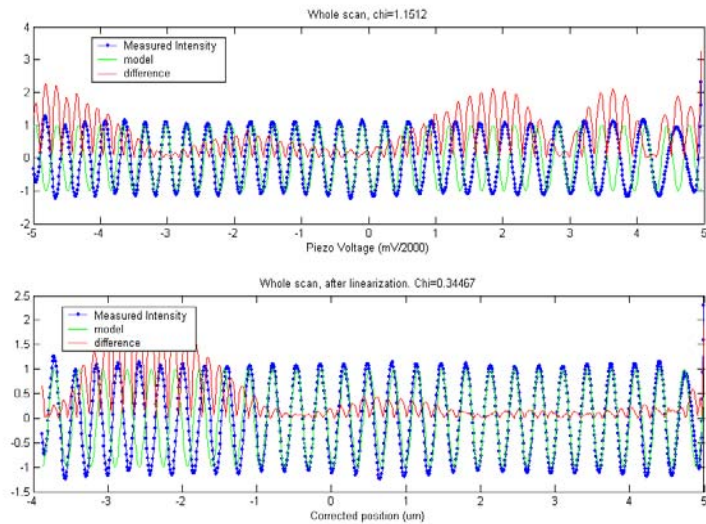 Whole scan, chi=1.1512
4
3
2
1
0
-1
-2
Measured Intensity
model
difference
-5 -4 -3 -2 -1 0 1 2 3 4 5
Piezo Voltage (mV/2000)
Whole scan, after linearization. Chi=0.34467
2.5
2
1.5
1
0.5
0
-0.5
-1
-1.5
Measured Intensity
model
difference
-4 -3 -2 -1 0 1 2 3 4 5
Corrected position (um)